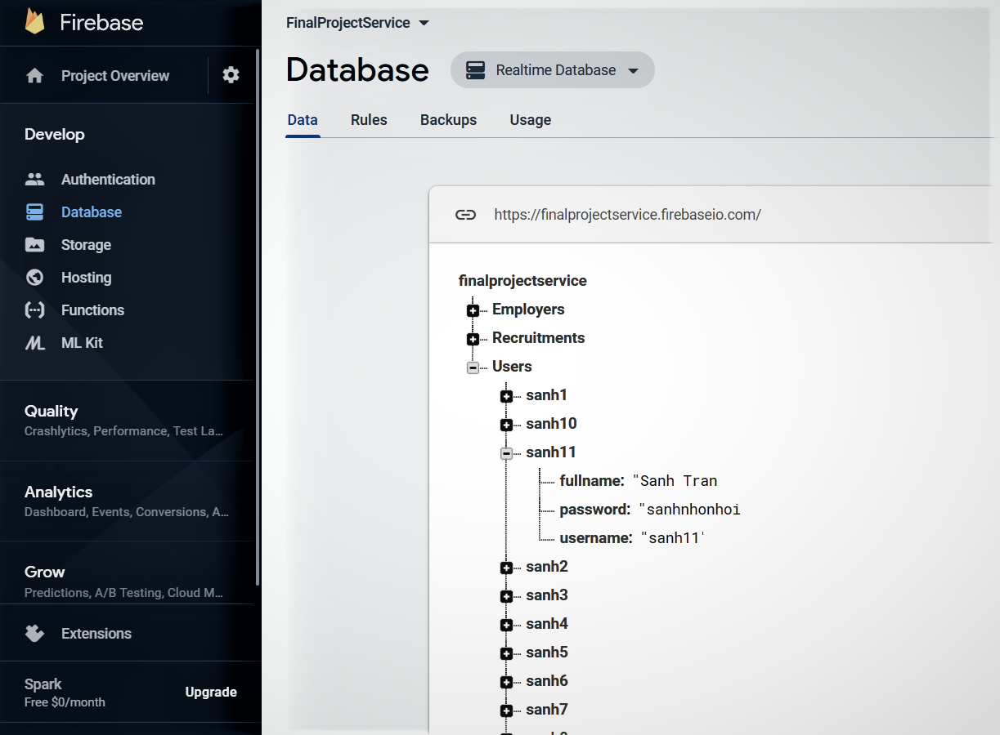 Firebase
Project Overview
Develop
Authentication
Database
Storage
Hosting
Functions
ML Kit
Quality
Crashlytics, Performance, Test La...
Analytics
Dashboard, Events, Conversions, A...
Grow
Predictions, A/B Testing, Cloud M...
Extensions
Spark
Free $0/month
Upgrade
FinalProjectService
Database
Realtime Database
Data
Rules
Backups
Usage
https://finalprojectservice.firebaseio.com/
finalprojectservice
Employers
Recruitments
Users
sanh1
sanh10
sanh11
fullname: "Sanh Tran
password: "sanhnhonhoi
username: "sanh11'
sanh2
sanh3
sanh4
sanh5
sanh6
sanh7